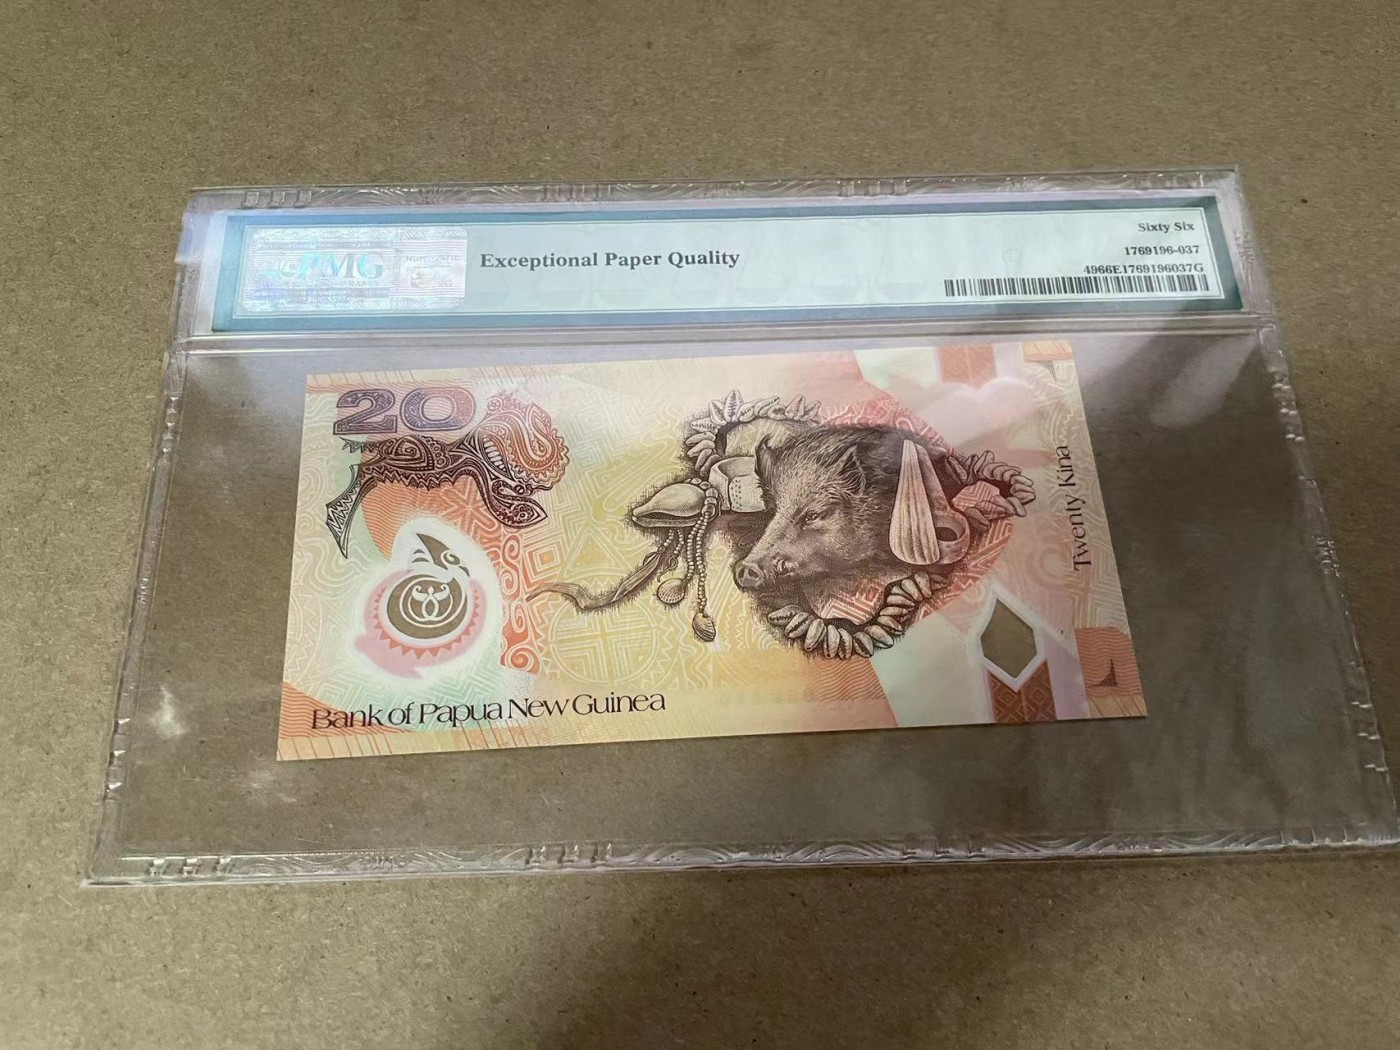 PMG
Exceptional Paper Quality
Sixty Six
1769196-037
4966E1769196037G
20
Twenty Kina
Bank of Papua New Guinea